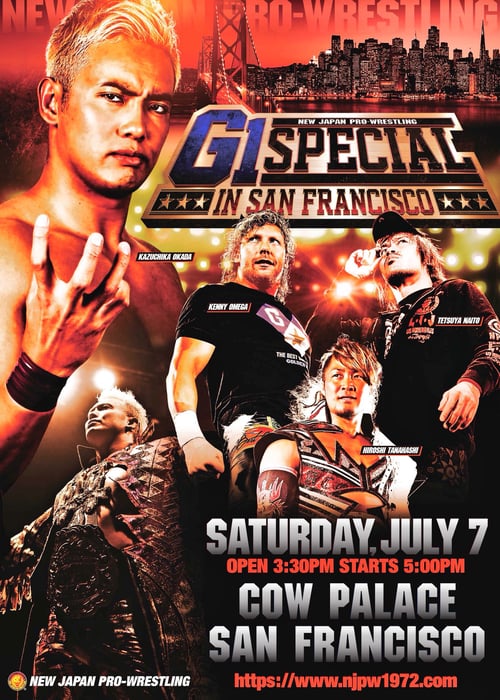 NEW JAPAN PRO-WRESTLING
NEW JAPAN PRO-WRESTLING
G1 SPECIAL
IN SAN FRANCISCO
KAZUCHIKA OKADA
KENNY OMEGA
TETSUYA NAITO
THE BEST
HIROSHI TANAHASHI
SATURDAY, JULY 7
OPEN 3:30PM STARTS 5:00PM
COW PALACE
SAN FRANCISCO
NEW JAPAN PRO-WRESTLING
https://www.njpw1972.com